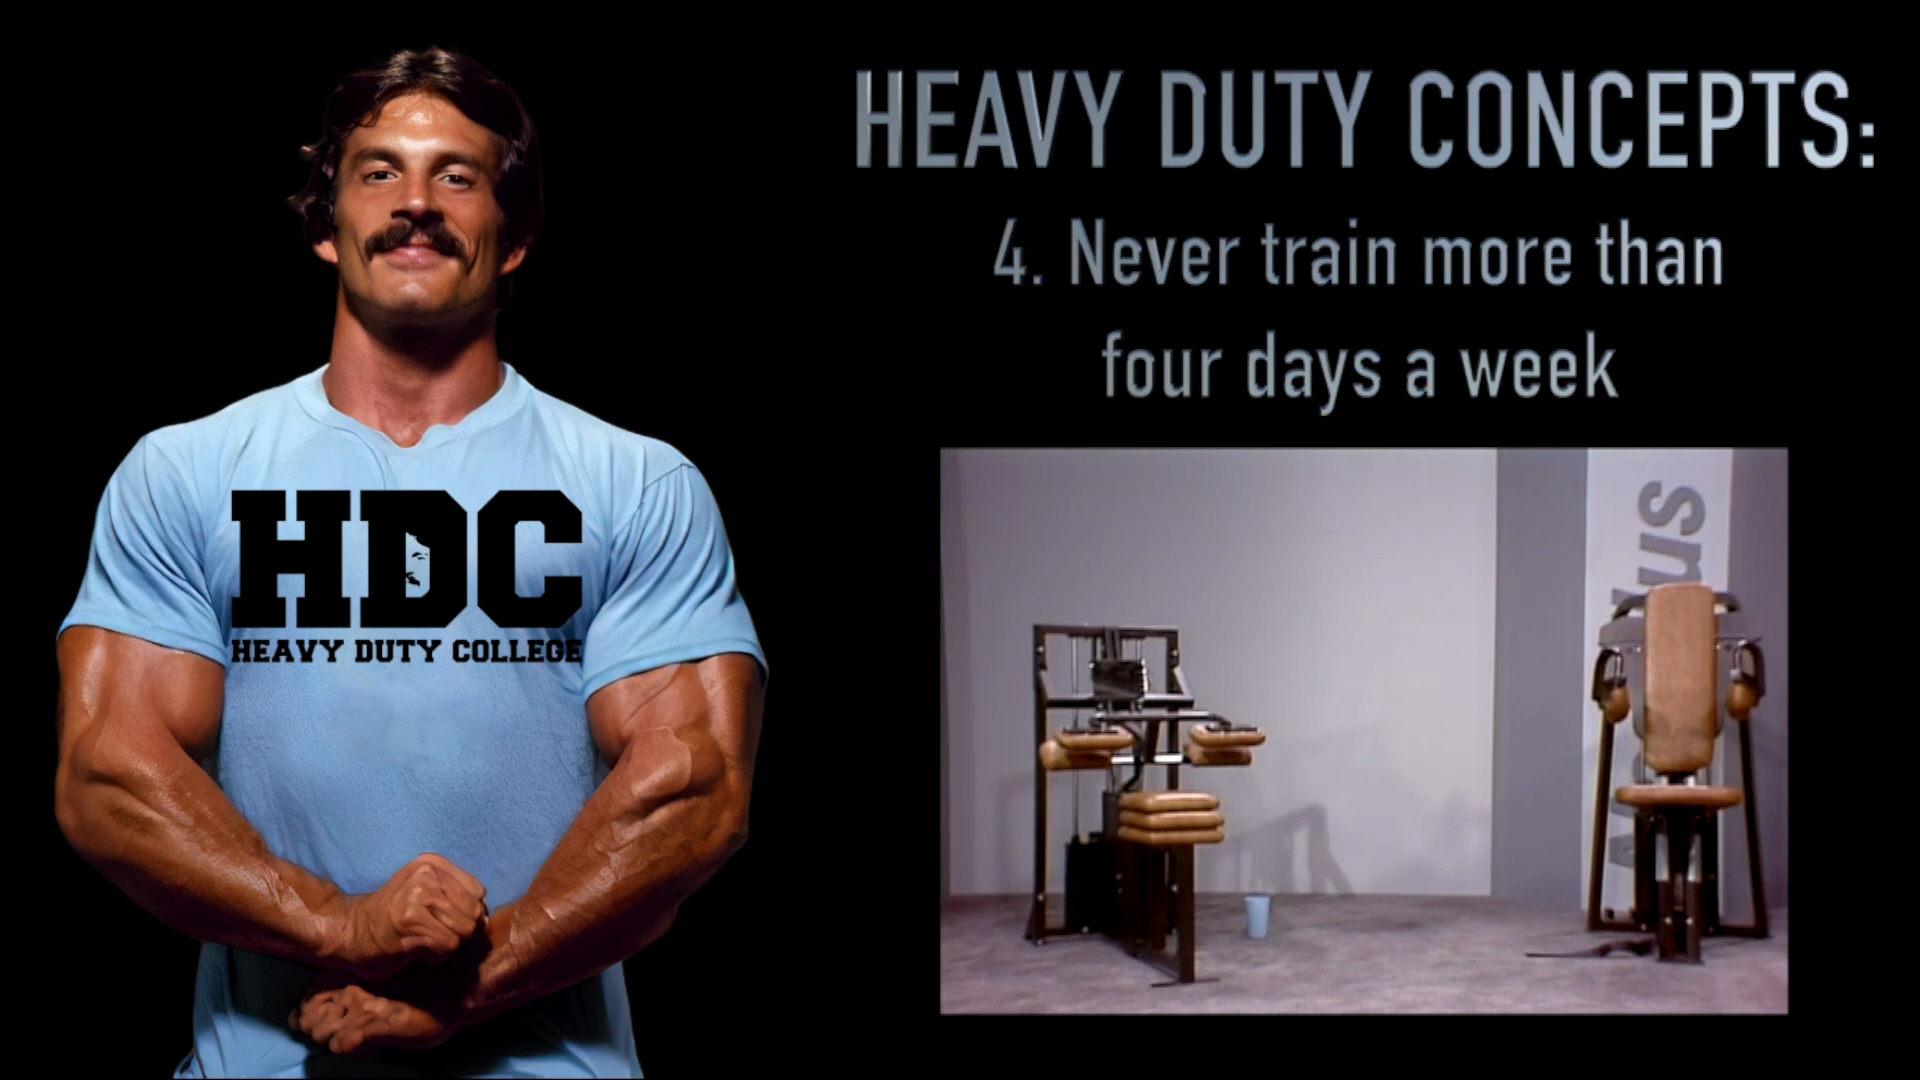 HEAVY DUTY CONCEPTS:
4. Never train more than
four days a week
HDC
HEAVY DUTY COLLEGE